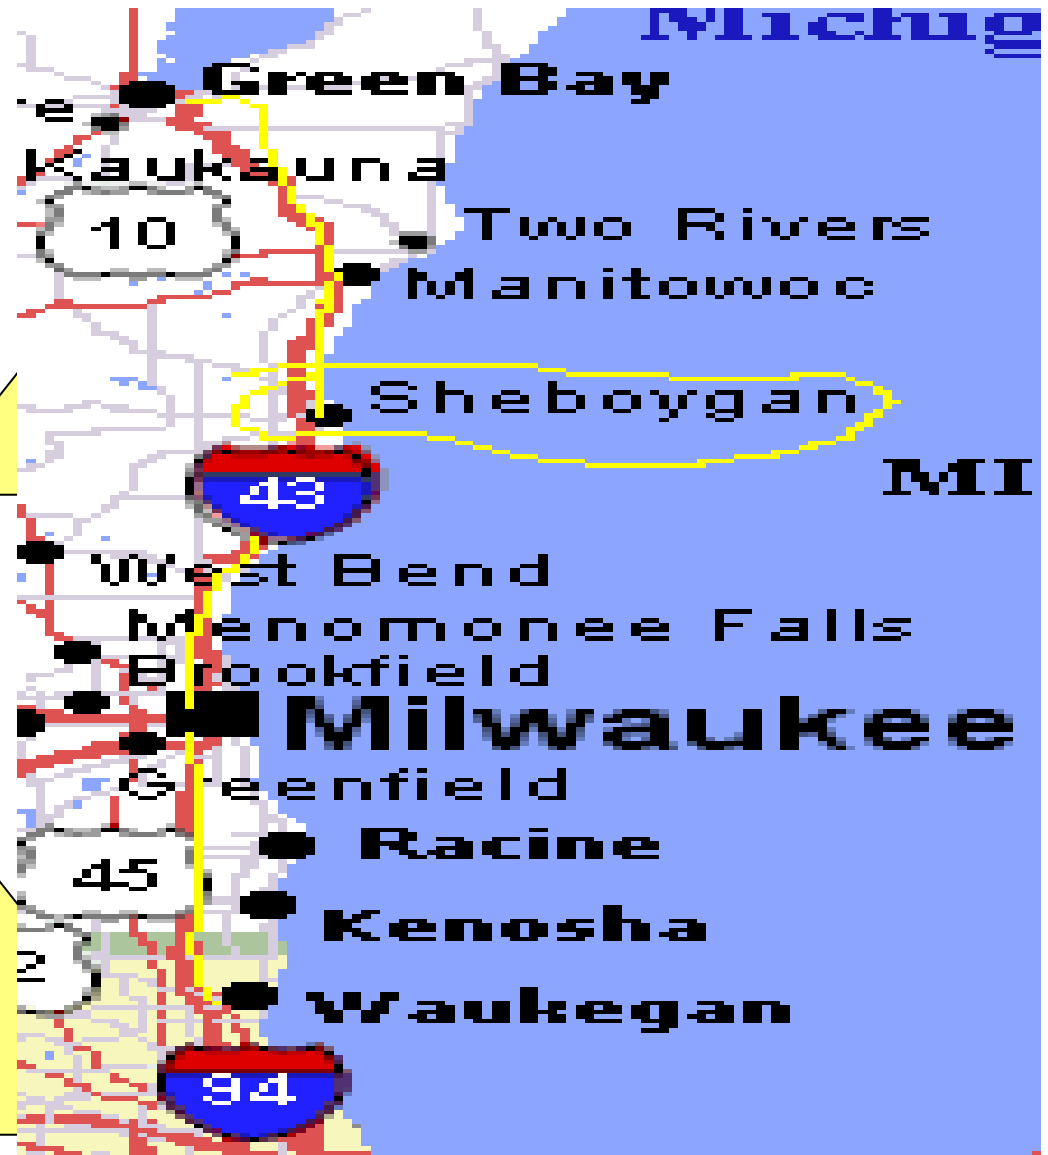 Michig
Green Bay
e
Kaukauna
10
Two Rivers
Manitowoc
Sheboygan
MI
43
West Bend
Menomonee Falls
Brookfield
Milwaukee
Greenfield
Racine
45
Kenosha
2
Waukegan
94